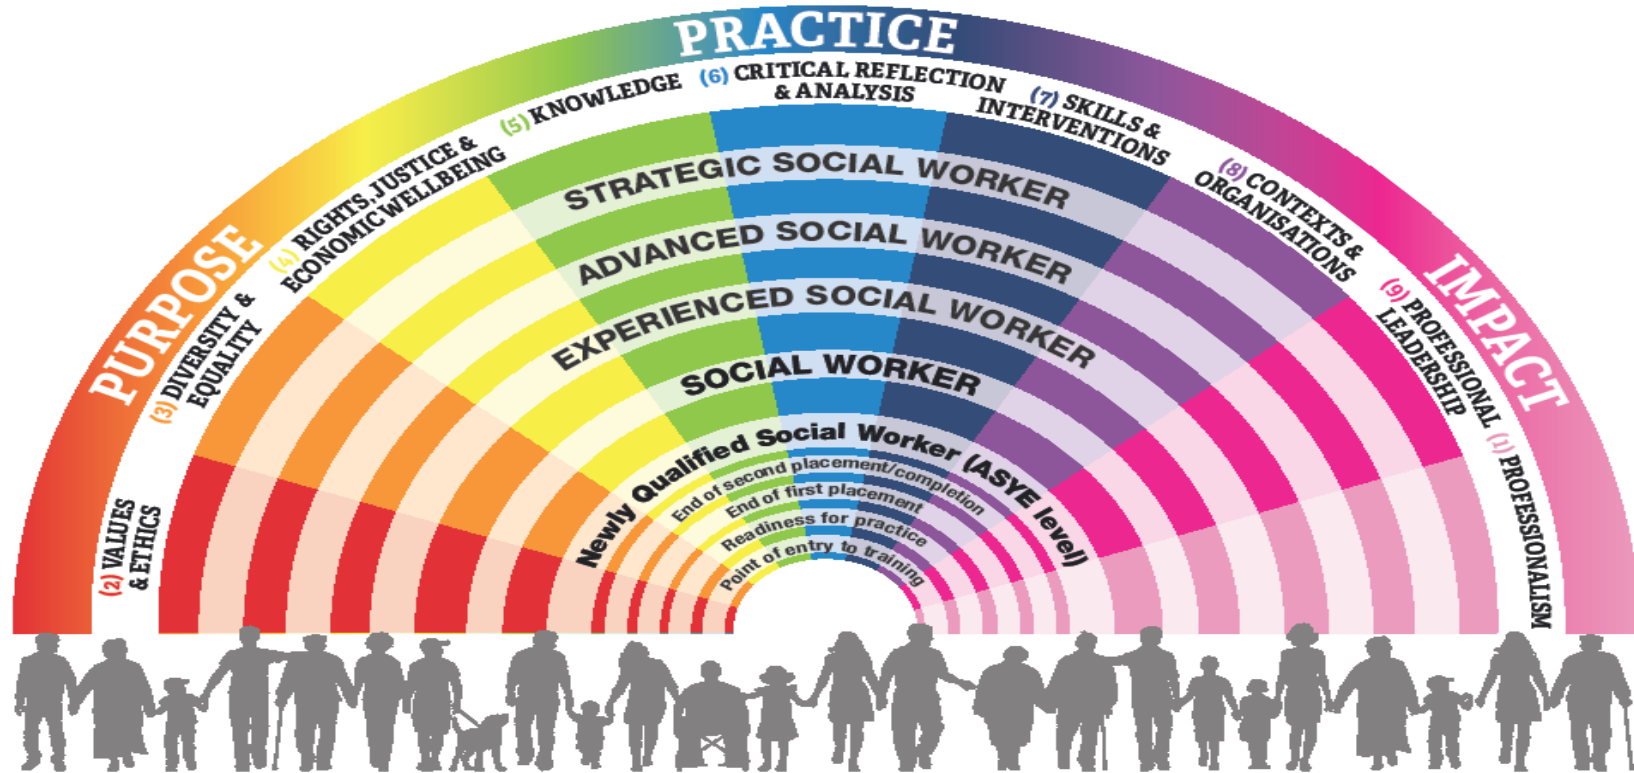 PURPOSE
PRACTICE
IMPACT
(2) VALUES
& ETHICS
(3) DIVERSITY &
EQUALITY
(4) RIGHTS, JUSTICE &
ECONOMIC WELLBEING
(5) KNOWLEDGE
(6) CRITICAL REFLECTION
& ANALYSIS
(7) SKILLS &
INTERVENTIONS
(8) CONTEXTS &
ORGANISATIONS
(9) PROFESSIONAL
LEADERSHIP
(1) PROFESSIONALISM
STRATEGIC SOCIAL WORKER
ADVANCED SOCIAL WORKER
EXPERIENCED SOCIAL WORKER
SOCIAL WORKER
Newly Qualified Social Worker (ASYE level)
End of second placement/completion
End of first placement
Readiness for practice
Point of entry to training